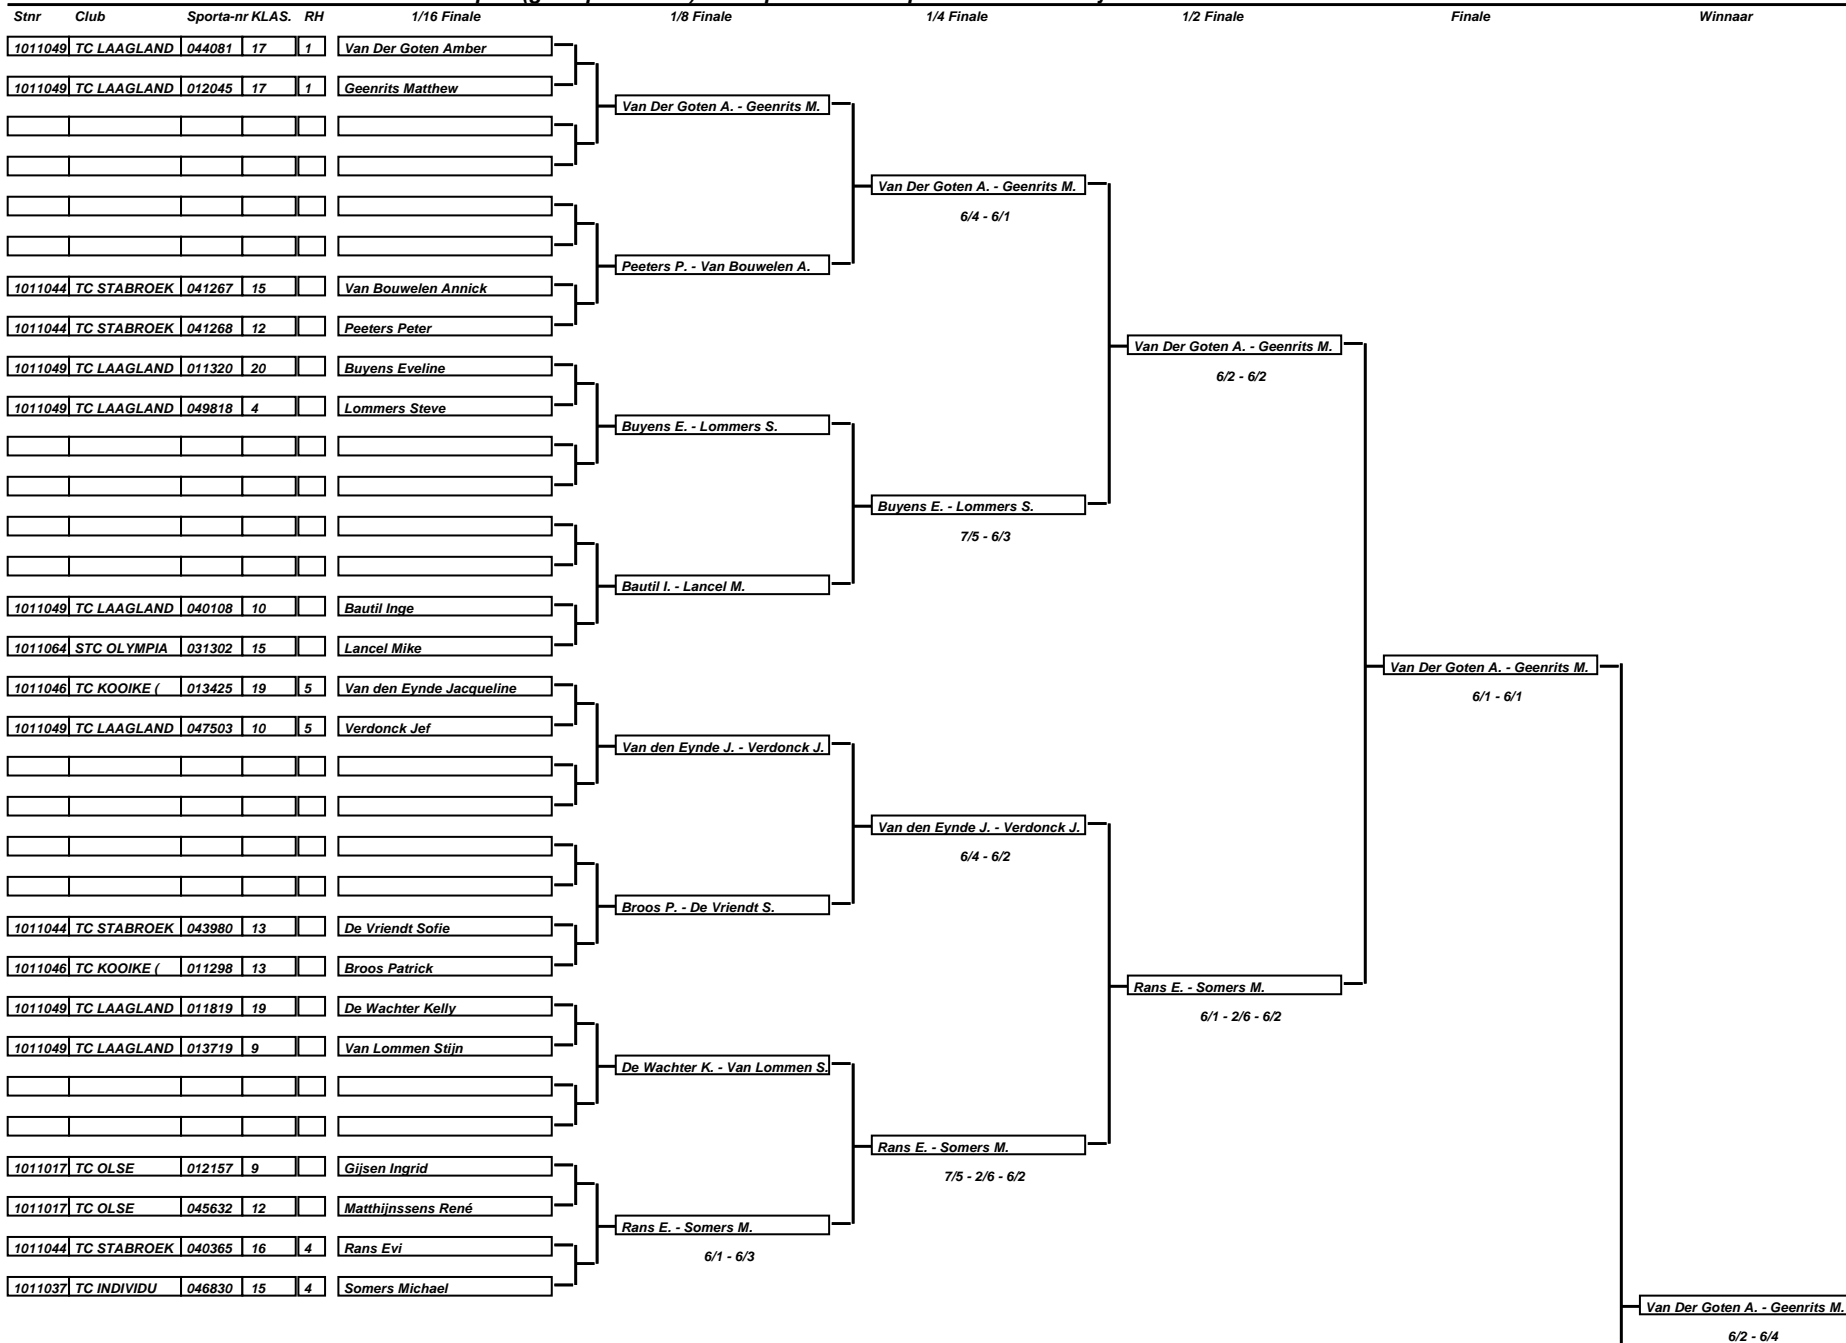 Stnr Club Sporta-nr KLAS. RH 1/16 Finale 1/8 Finale 1/4 Finale 1/2 Finale Finale Winnaar
1011049 TC LAAGLAND 044081 17 1 Van Der Goten Amber
1011049 TC LAAGLAND 012045 17 1 Geenrits Matthew
Van Der Goten A. - Geenrits M.
Van Der Goten A. - Geenrits M.
6/4 - 6/1
Peeters P. - Van Bouwelen A.
1011044 TC STABROEK 041267 15 Van Bouwelen Annick
1011044 TC STABROEK 041268 12 Peeters Peter
Van Der Goten A. - Geenrits M.
1011049 TC LAAGLAND 011320 20 Buyens Eveline
6/2 - 6/2
1011049 TC LAAGLAND 049818 4 Lommers Steve
Buyens E. - Lommers S.
Buyens E. - Lommers S.
7/5 - 6/3
Bautil I. - Lancel M.
1011049 TC LAAGLAND 040108 10 Bautil Inge
1011064 STC OLYMPIA 031302 15 Lancel Mike
Van Der Goten A. - Geenrits M.
1011046 TC KOOIKE ( 013425 19 5 Van den Eynde Jacqueline
6/1 - 6/1
1011049 TC LAAGLAND 047503 10 5 Verdonck Jef
Van den Eynde J. - Verdonck J.
Van den Eynde J. - Verdonck J.
6/4 - 6/2
Broos P. - De Vriendt S.
1011044 TC STABROEK 043980 13 De Vriendt Sofie
1011046 TC KOOIKE ( 011298 13 Broos Patrick
Rans E. - Somers M.
1011049 TC LAAGLAND 011819 19 De Wachter Kelly
6/1 - 2/6 - 6/2
1011049 TC LAAGLAND 013719 9 Van Lommen Stijn
De Wachter K. - Van Lommen S.
Rans E. - Somers M.
1011017 TC OLSE 012157 9 Gijsen Ingrid
7/5 - 2/6 - 6/2
1011017 TC OLSE 045632 12 Matthijnssens René
Rans E. - Somers M.
1011044 TC STABROEK 040365 16 4 Rans Evi
6/1 - 6/3
1011037 TC INDIVIDU 046830 15 4 Somers Michael
Van Der Goten A. - Geenrits M.
6/2 - 6/4